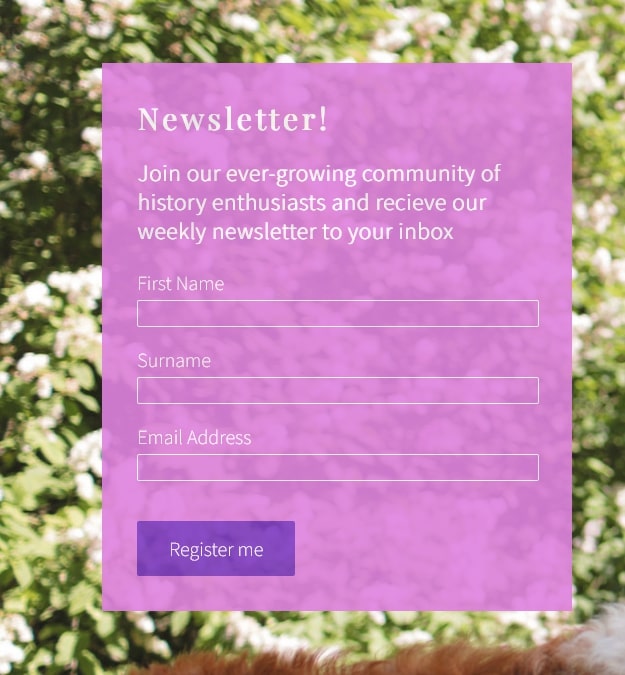 Newsletter!
Join our ever-growing community of
history enthusiasts and recieve our
weekly newsletter to your inbox
First Name
Surname
Email Address
Register me